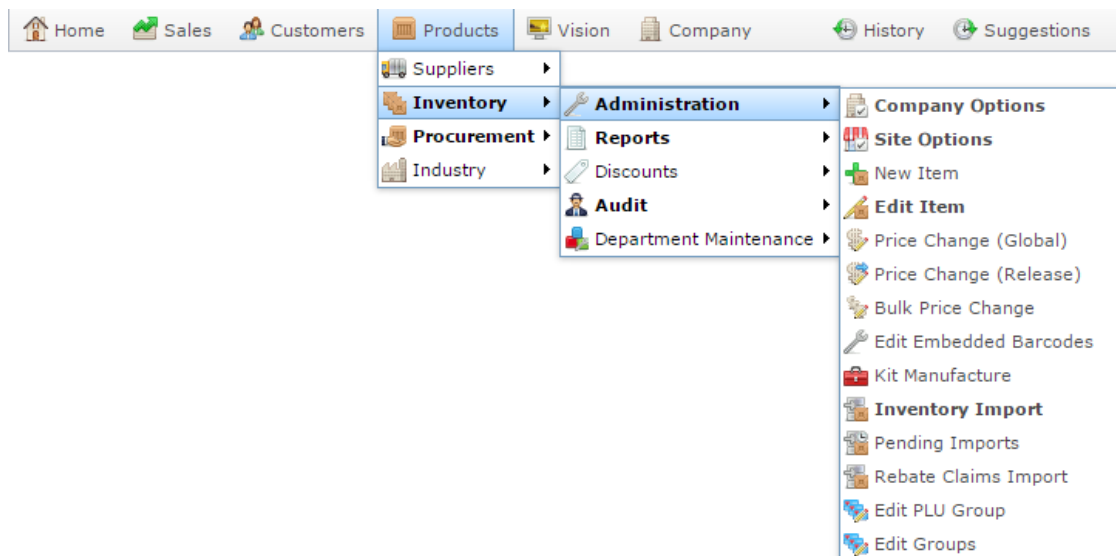 Home Sales Customers Products Vision Company History Suggestions
Suppliers
Inventory
Procurement
Industry
Administration
Reports
Discounts
Audit
Department Maintenance
Company Options
Site Options
New Item
Edit Item
Price Change (Global)
Price Change (Release)
Bulk Price Change
Edit Embedded Barcodes
Kit Manufacture
Inventory Import
Pending Imports
Rebate Claims Import
Edit PLU Group
Edit Groups